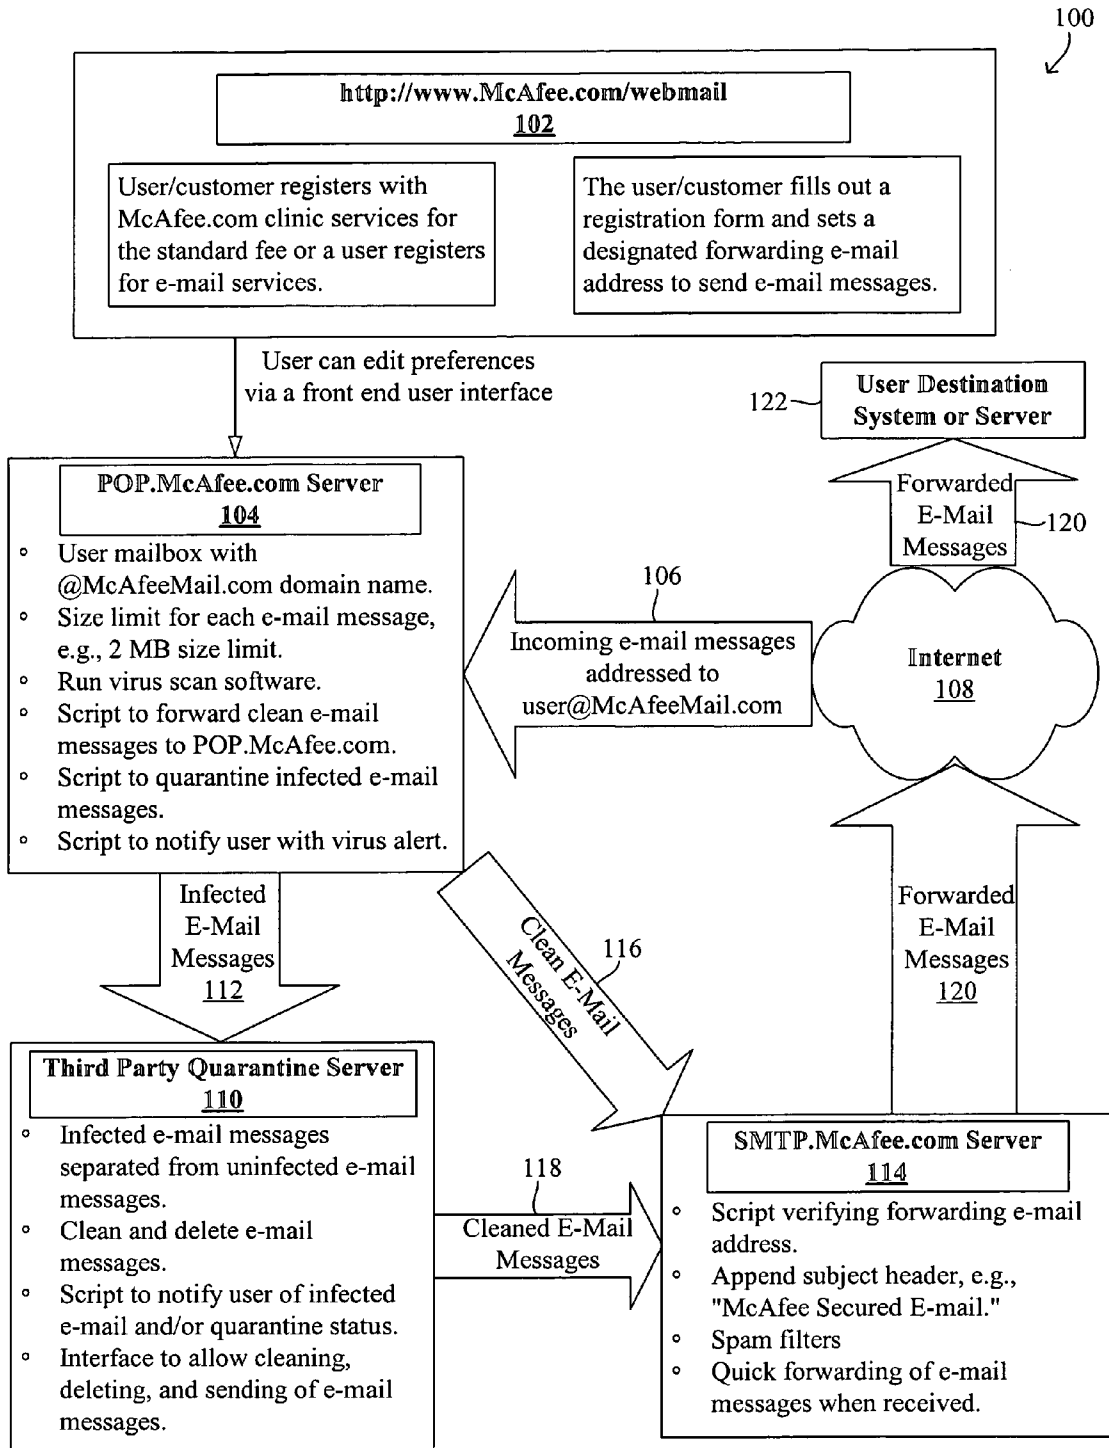 100
http://www.McAfee.com/webmail
102
User/customer registers with
McAfee.com clinic services for
the standard fee or a user registers
for e-mail services.
The user/customer fills out a
registration form and sets a
designated forwarding e-mail
address to send e-mail messages.
User can edit preferences
via a front end user interface
122
User Destination
System or Server
POP.McAfee.com Server
104
° User mailbox with
@McAfeeMail.com domain name.
° Size limit for each e-mail message,
e.g., 2 MB size limit.
° Run virus scan software.
° Script to forward clean e-mail
messages to POP.McAfee.com.
° Script to quarantine infected e-mail
messages.
° Script to notify user with virus alert.
Forwarded
E-Mail
Messages
120
106
Incoming e-mail messages
addressed to
user@McAfeeMail.com
Internet
108
Infected
E-Mail
Messages
112
Clean E-Mail
Messages
116
Forwarded
E-Mail
Messages
120
Third Party Quarantine Server
110
° Infected e-mail messages
separated from uninfected e-mail
messages.
° Clean and delete e-mail
messages.
° Script to notify user of infected
e-mail and/or quarantine status.
° Interface to allow cleaning,
deleting, and sending of e-mail
messages.
118
Cleaned E-Mail
Messages
SMTP.McAfee.com Server
114
° Script verifying forwarding e-mail
address.
° Append subject header, e.g.,
"McAfee Secured E-mail."
° Spam filters
° Quick forwarding of e-mail
messages when received.